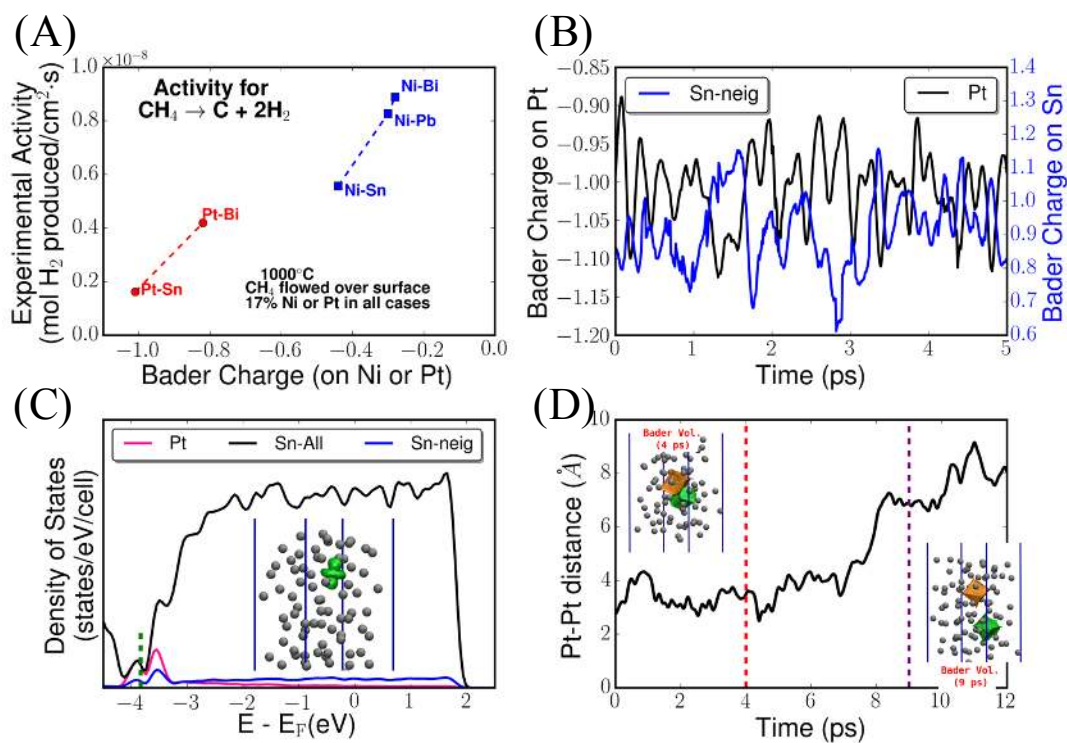 (A)
1.0
×10⁻⁸
0.8
0.6
0.4
0.2
0.0
Experimental Activity
(mol H₂ produced/cm²·s)
Activity for
CH₄ → C + 2H₂
Ni-Bi
Ni-Pb
Ni-Sn
Pt-Bi
Pt-Sn
1000°C
CH₄ flowed over surface
17% Ni or Pt in all cases
−1.0 −0.8 −0.6 −0.4 −0.2 0.0
Bader Charge (on Ni or Pt)
(B)
−0.85
−0.90
−0.95
−1.00
−1.05
−1.10
−1.15
−1.20
Bader Charge on Pt
Sn-neig
Pt
1.4
1.3
1.2
1.1
1.0
0.9
0.8
0.7
0.6
Bader Charge on Sn
0 1 2 3 4 5
Time (ps)
(C)
Pt Sn-All Sn-neig
Density of States
(states/eV/cell)
−4 −3 −2 −1 0 1 2
E - E_F(eV)
(D)
10
8
6
4
2
0
Pt-Pt distance (Å)
Bader Vol.
(4 ps)
Bader Vol.
(9 ps)
0 2 4 6 8 10 12
Time (ps)